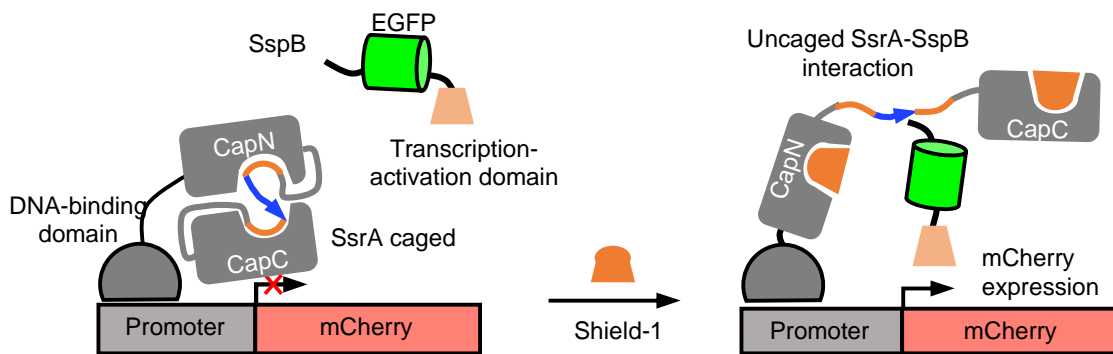 EGFP
SspB
Transcription-
activation domain
CapN
DNA-binding
domain
SsrA caged
CapC
Promoter
mCherry
Shield-1
Uncaged SsrA-SspB
interaction
CapC
CapN
mCherry
expression
Promoter
mCherry